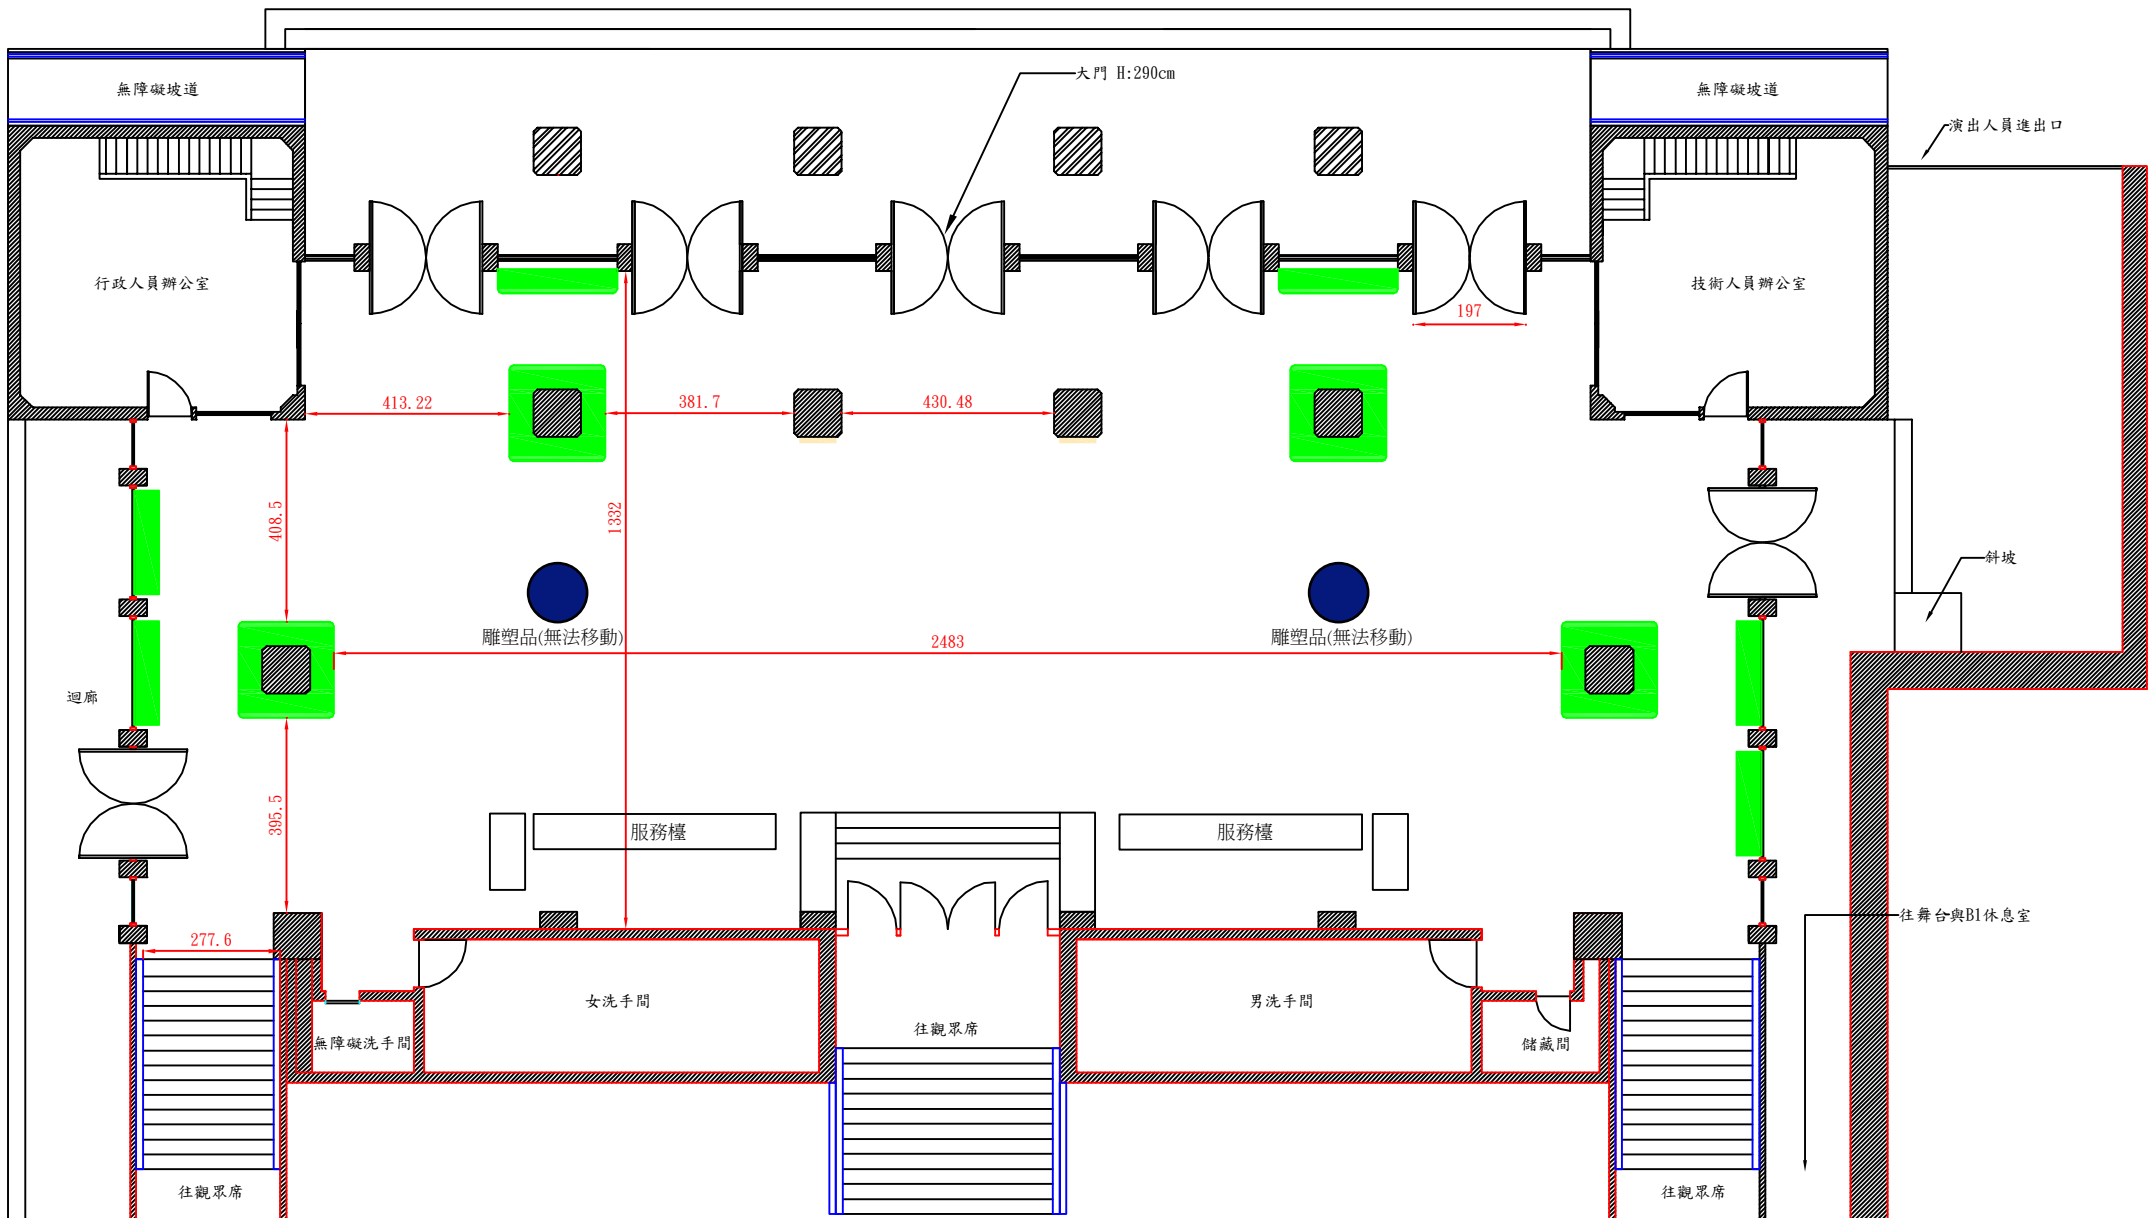 大門 H:290cm
無障礙坡道
無障礙坡道
演出人員進出口
行政人員辦公室
技術人員辦公室
197
413.22
381.7
430.48
408.5
1332
斜坡
雕塑品(無法移動)
雕塑品(無法移動)
2483
迴廊
395.5
服務檯
服務檯
往舞台與B1休息室
277.6
女洗手間
男洗手間
往觀眾席
無障礙洗手間
儲藏間
往觀眾席
往觀眾席